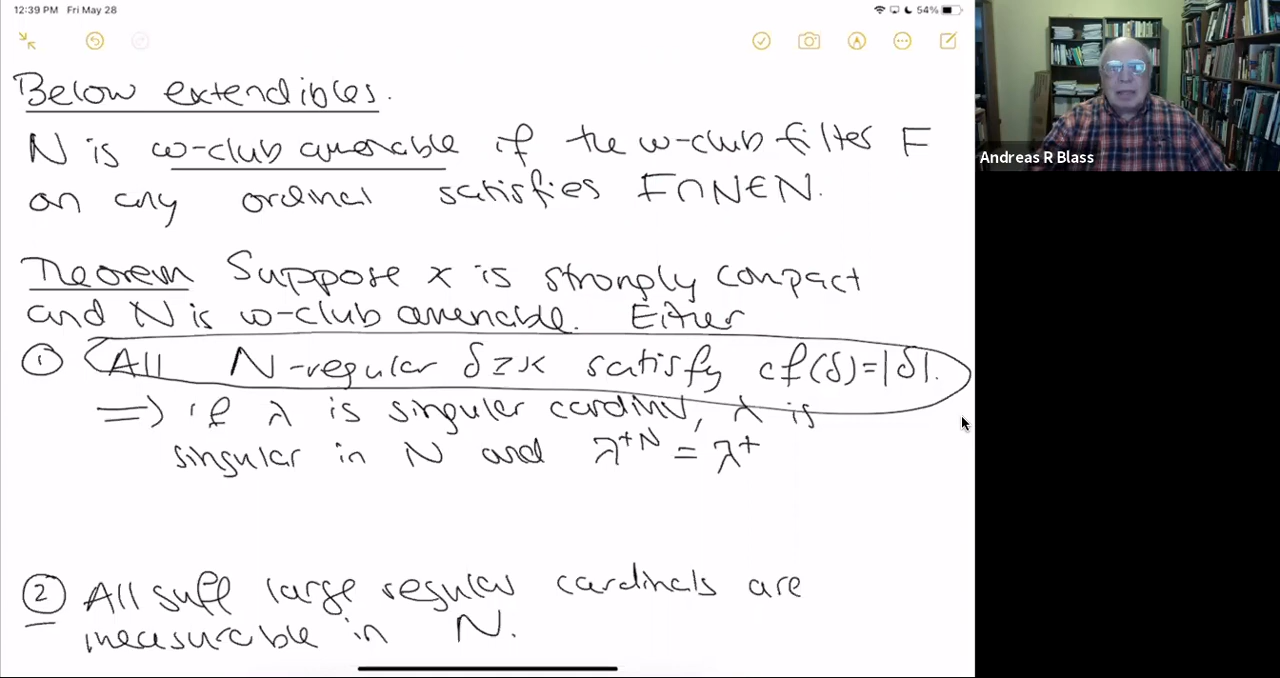 12:39 PM Fri May 28
54%
Below extendibles.
N is ω-club amenable if the ω-club filter F
on any ordinal satisfies F∩N∈N.
Andreas R Blass
Theorem Suppose κ is strongly compact
and N is ω-club amenable. Either
① All N-regular δ≥κ satisfy cf(δ)=|δ|.
⇒ if λ is singular cardinal, λ is
singular in N and λ⁺ᴺ = λ⁺
② All suff large regular cardinals are
measurable in N.